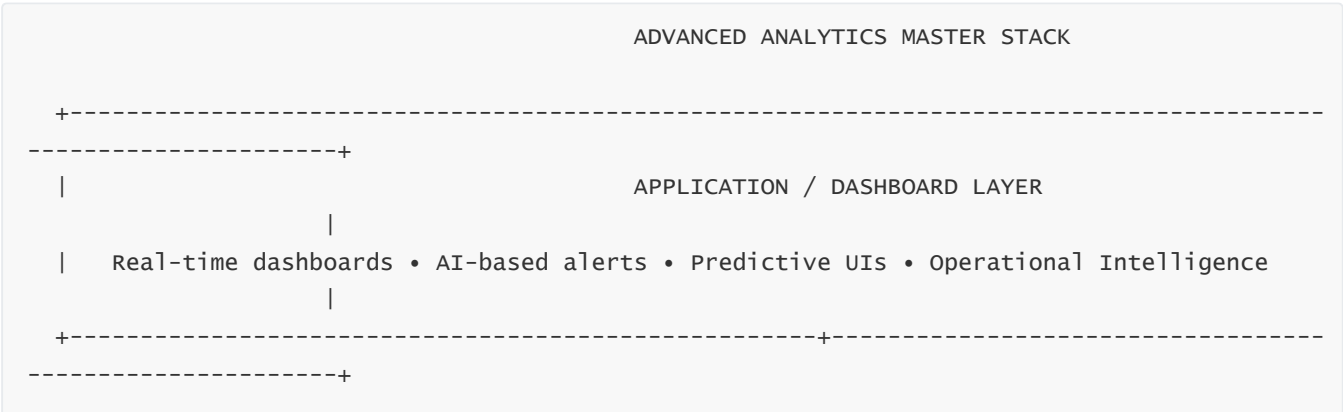 ADVANCED ANALYTICS MASTER STACK
+-----------------------------------------------------------------------------------------
----------------------+
| APPLICATION / DASHBOARD LAYER
|
| Real-time dashboards • AI-based alerts • Predictive UIs • Operational Intelligence
|
+-----------------------------------------------------+-----------------------------------
----------------------+